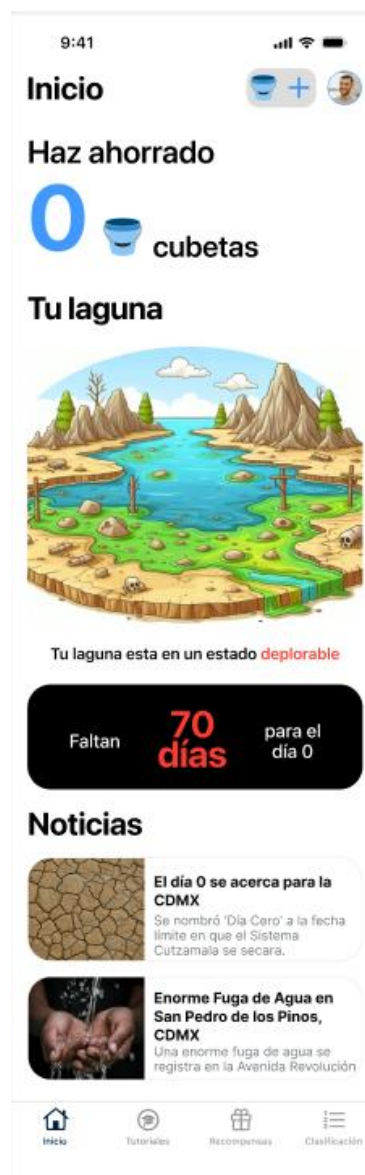 9:41
Inicio
Haz ahorrado
0 cubetas
Tu laguna
Tu laguna esta en un estado deplorable
Faltan
70
días
para el
día 0
Noticias
El día 0 se acerca para la
CDMX
Se nombró 'Día Cero' a la fecha
límite en que el Sistema
Cutzamala se secara.
Enorme Fuga de Agua en
San Pedro de los Pinos,
CDMX
Una enorme fuga de agua se
registra en la Avenida Revolución
Inicio
Tutoriales
Recompensas
Clasificación